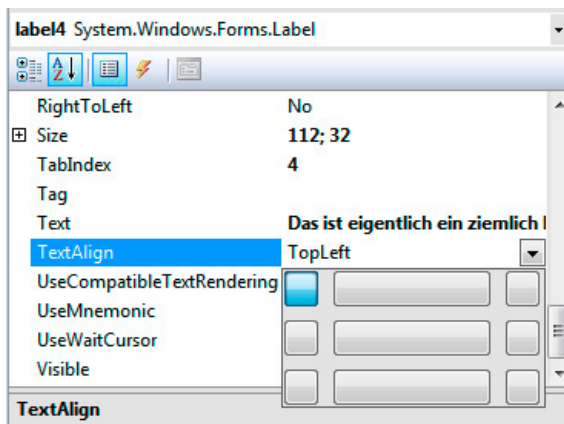 label4 System.Windows.Forms.Label
RightToLeft No
Size 112; 32
TabIndex 4
Tag
Text Das ist eigentlich ein ziemlich
TextAlign TopLeft
UseCompatibleTextRendering
UseMnemonic
UseWaitCursor
Visible
TextAlign